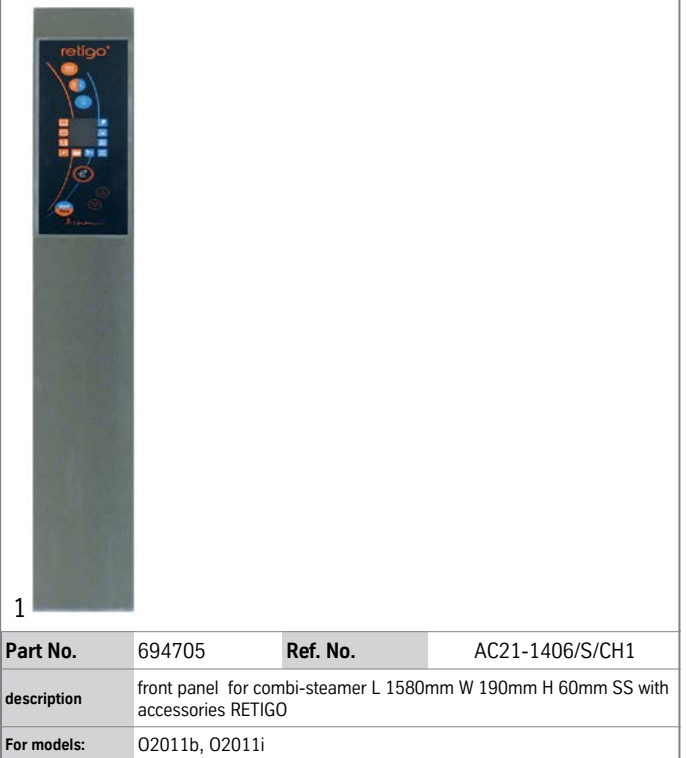 retigo
1
Part No. 694705 Ref. No. AC21-1406/S/CH1
description front panel for combi-steamer L 1580mm W 190mm H 60mm SS with
accessories RETIGO
For models: O2011b, O2011i